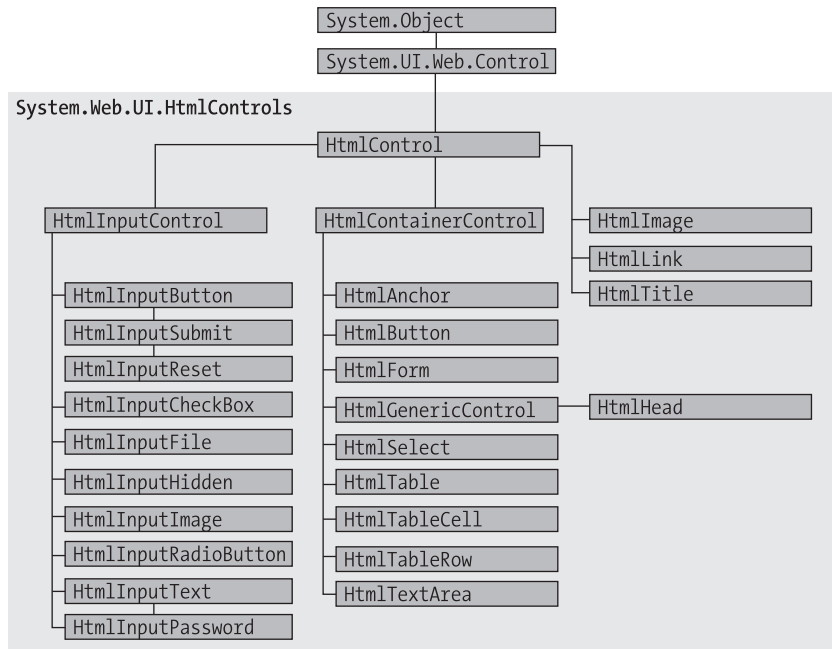 System.Object
System.UI.Web.Control
System.Web.UI.HtmlControls
HtmlControl
HtmlInputControl
HtmlInputButton
HtmlInputSubmit
HtmlInputReset
HtmlInputCheckBox
HtmlInputFile
HtmlInputHidden
HtmlInputImage
HtmlInputRadioButton
HtmlInputText
HtmlInputPassword
HtmlContainerControl
HtmlAnchor
HtmlButton
HtmlForm
HtmlGenericControl
HtmlHead
HtmlSelect
HtmlTable
HtmlTableCell
HtmlTableRow
HtmlTextArea
HtmlImage
HtmlLink
HtmlTitle